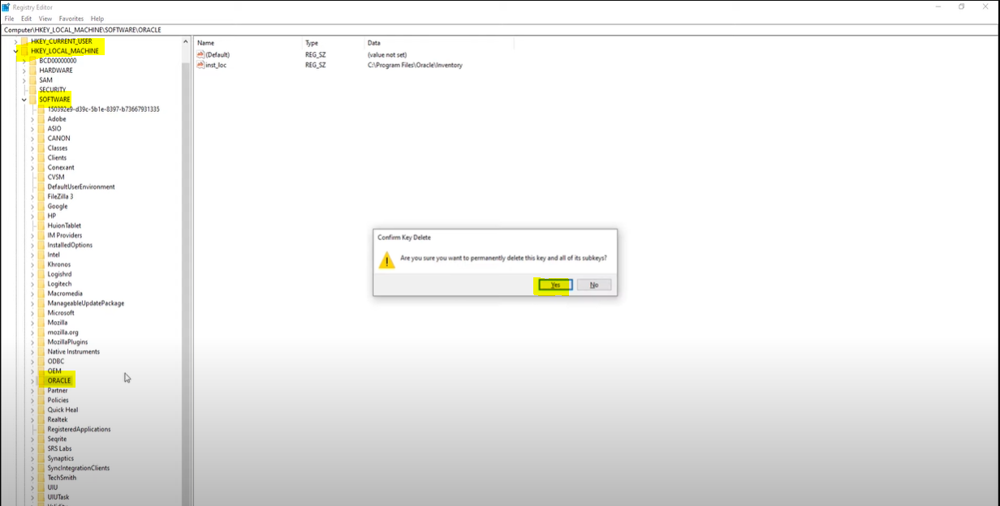 Registry Editor
File Edit View Favorites Help
Computer\HKEY_LOCAL_MACHINE\SOFTWARE\ORACLE
HKEY_CURRENT_USER
HKEY_LOCAL_MACHINE
BCD00000000
HARDWARE
SAM
SECURITY
SOFTWARE
150392e9-d39c-5b1e-8397-b73667931335
Adobe
ASIO
CANON
Classes
Clients
Conexant
CVSM
DefaultUserEnvironment
FileZilla 3
Google
HP
HuionTablet
IM Providers
InstalledOptions
Intel
Khronos
Logishrd
Logitech
Macromedia
ManageableUpdatePackage
Microsoft
Mozilla
mozilla.org
MozillaPlugins
Native Instruments
ODBC
OEM
ORACLE
Partner
Policies
Quick Heal
Realtek
RegisteredApplications
Seqrite
SRS Labs
Synaptics
SyncIntegrationClients
TechSmith
UIU
UIUTask
Name Type Data
(Default) REG_SZ (value not set)
inst_loc REG_SZ C:\Program Files\Oracle\Inventory
Confirm Key Delete
Are you sure you want to permanently delete this key and all of its subkeys?
Yes No